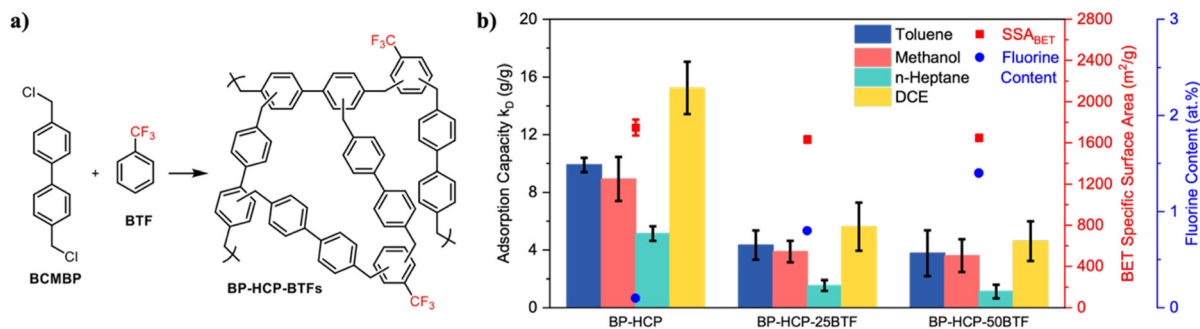 a)
Cl
CF₃
+
BTF
Cl
BCMBP
F₃C
CF₃
BP-HCP-BTFs
b)
Adsorption Capacity k_D (g/g)
20
16
12
8
4
0
Toluene
Methanol
n-Heptane
DCE
SSA_BET
Fluorine
Content
BP-HCP
BP-HCP-25BTF
BP-HCP-50BTF
2800
2400
2000
1600
1200
800
400
0
BET Specific Surface Area (m²/g)
3
2
1
0
Fluorine Content (at.%)